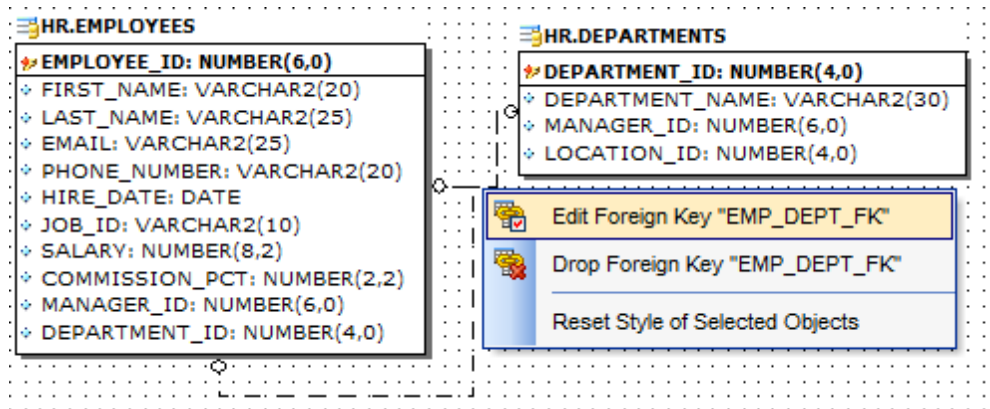 HR.EMPLOYEES
EMPLOYEE_ID: NUMBER(6,0)
FIRST_NAME: VARCHAR2(20)
LAST_NAME: VARCHAR2(25)
EMAIL: VARCHAR2(25)
PHONE_NUMBER: VARCHAR2(20)
HIRE_DATE: DATE
JOB_ID: VARCHAR2(10)
SALARY: NUMBER(8,2)
COMMISSION_PCT: NUMBER(2,2)
MANAGER_ID: NUMBER(6,0)
DEPARTMENT_ID: NUMBER(4,0)
HR.DEPARTMENTS
DEPARTMENT_ID: NUMBER(4,0)
DEPARTMENT_NAME: VARCHAR2(30)
MANAGER_ID: NUMBER(6,0)
LOCATION_ID: NUMBER(4,0)
Edit Foreign Key "EMP_DEPT_FK"
Drop Foreign Key "EMP_DEPT_FK"
Reset Style of Selected Objects